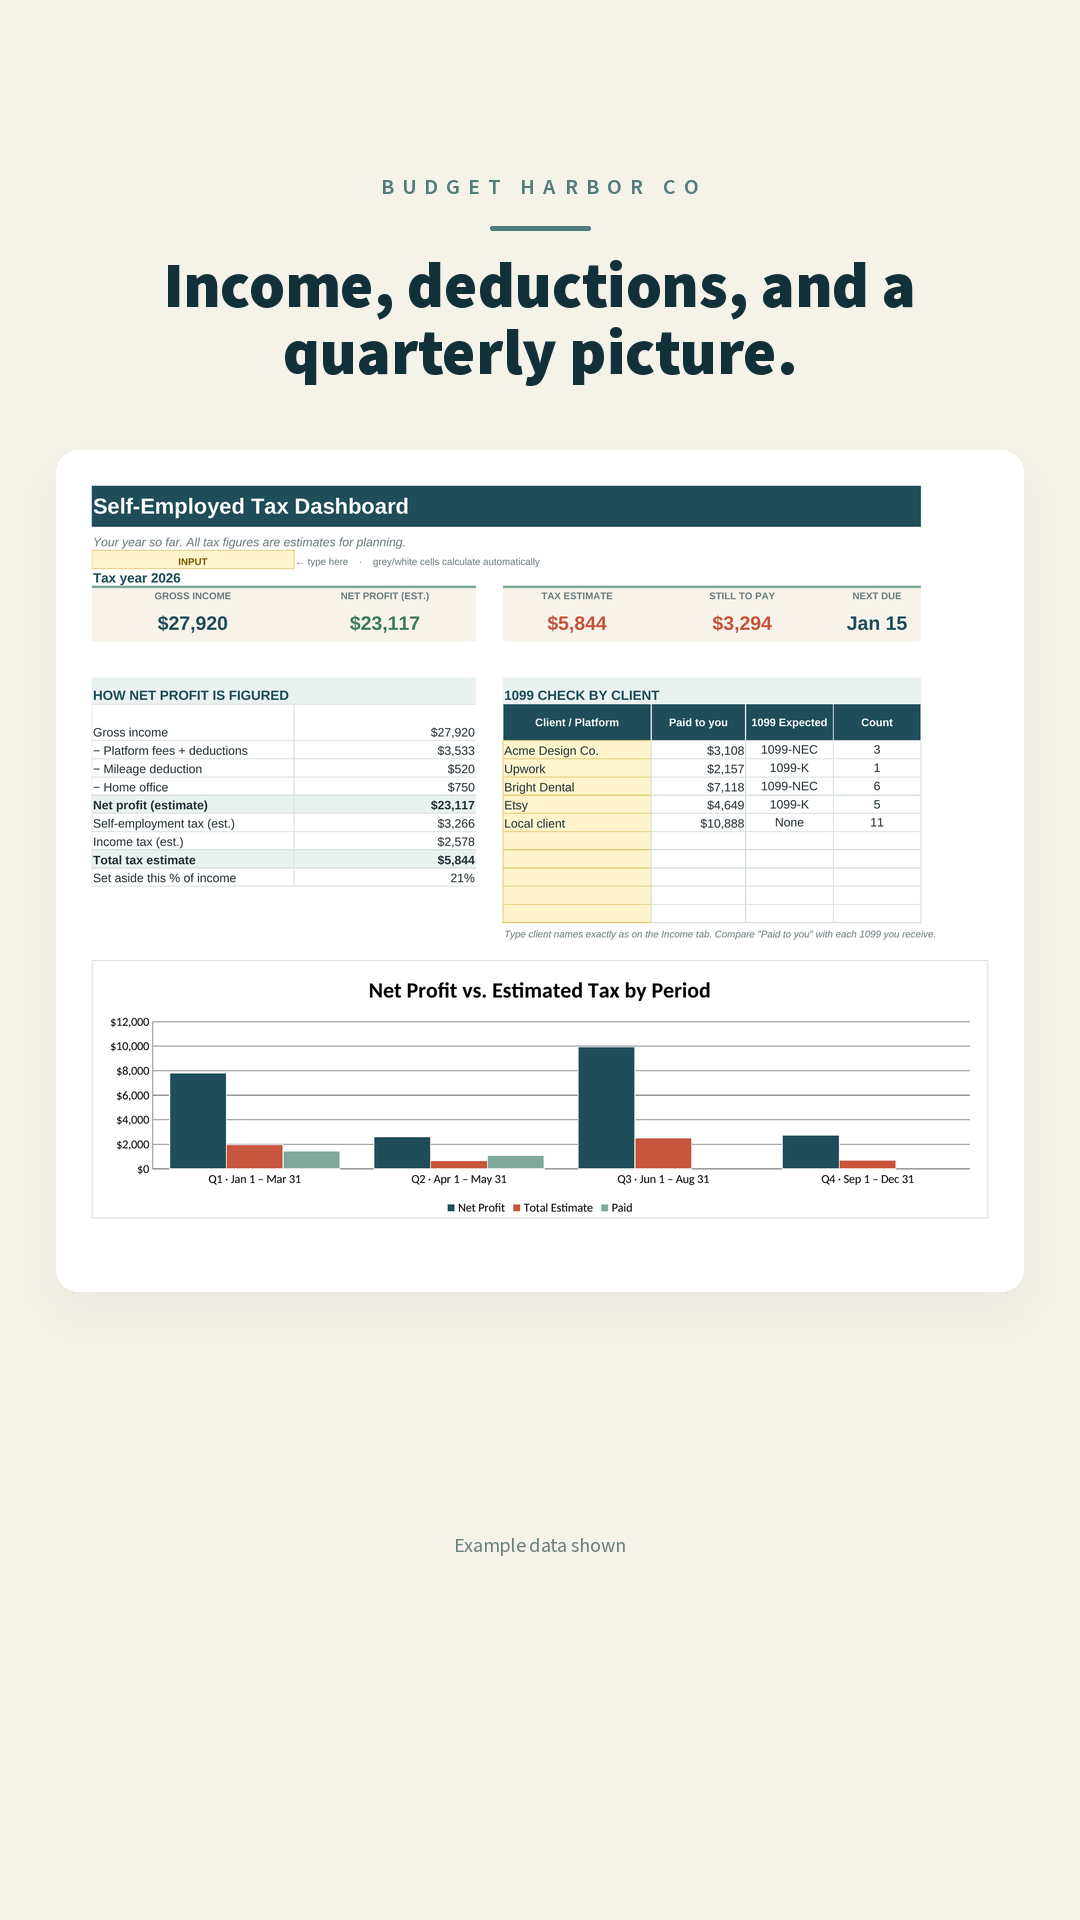 BUDGET HARBOR CO
Income, deductions, and a
quarterly picture.
Self-Employed Tax Dashboard
Your year so far. All tax figures are estimates for planning.
INPUT ← type here · grey/white cells calculate automatically
Tax year 2026
GROSS INCOME NET PROFIT (EST.) TAX ESTIMATE STILL TO PAY NEXT DUE
$27,920 $23,117 $5,844 $3,294 Jan 15
HOW NET PROFIT IS FIGURED
Gross income $27,920
− Platform fees + deductions $3,533
− Mileage deduction $520
− Home office $750
Net profit (estimate) $23,117
Self-employment tax (est.) $3,266
Income tax (est.) $2,578
Total tax estimate $5,844
Set aside this % of income 21%
1099 CHECK BY CLIENT
Client / Platform Paid to you 1099 Expected Count
Acme Design Co. $3,108 1099-NEC 3
Upwork $2,157 1099-K 1
Bright Dental $7,118 1099-NEC 6
Etsy $4,649 1099-K 5
Local client $10,888 None 11
Type client names exactly as on the Income tab. Compare "Paid to you" with each 1099 you receive.
Net Profit vs. Estimated Tax by Period
$12,000
$10,000
$8,000
$6,000
$4,000
$2,000
$0
Q1 · Jan 1 – Mar 31 Q2 · Apr 1 – May 31 Q3 · Jun 1 – Aug 31 Q4 · Sep 1 – Dec 31
Net Profit Total Estimate Paid
Example data shown